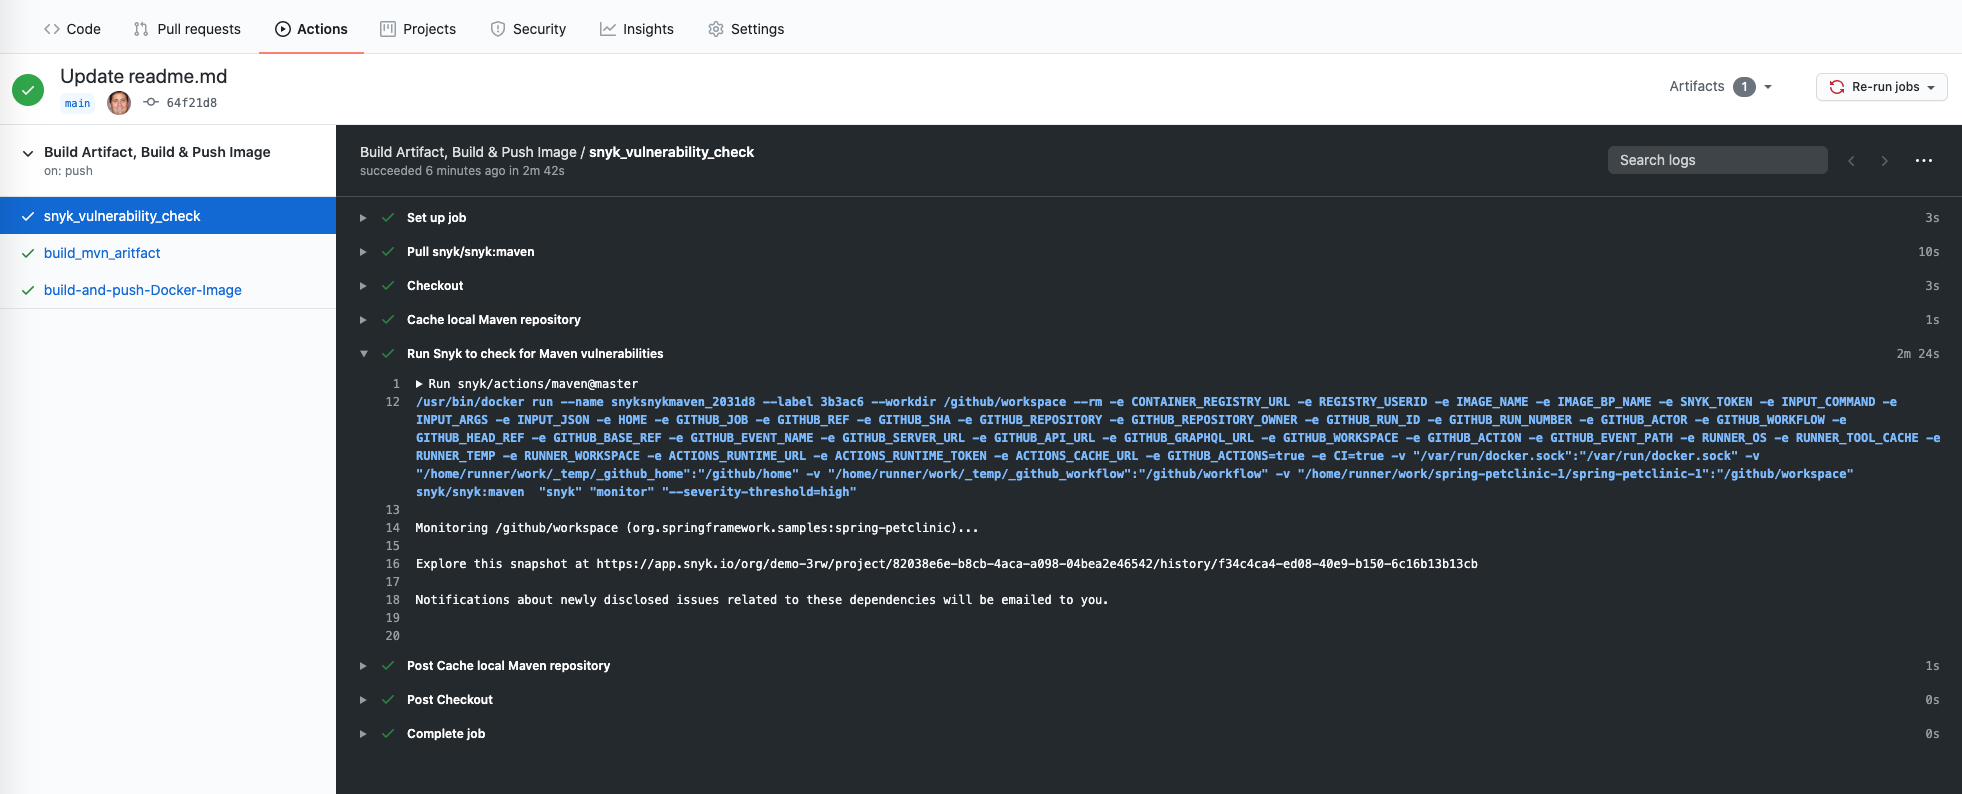 Code Pull requests Actions Projects Security Insights Settings
Update readme.md
main 64f21d8
Artifacts 1 Re-run jobs
Build Artifact, Build & Push Image
on: push
snyk_vulnerability_check
build_mvn_aritfact
build-and-push-Docker-Image
Build Artifact, Build & Push Image / snyk_vulnerability_check
succeeded 6 minutes ago in 2m 42s
Search logs
Set up job 3s
Pull snyk/snyk:maven 10s
Checkout 3s
Cache local Maven repository 1s
Run Snyk to check for Maven vulnerabilities 2m 24s
1 Run snyk/actions/maven@master
12 /usr/bin/docker run --name snyksnykmaven_2031d8 --label 3b3ac6 --workdir /github/workspace --rm -e CONTAINER_REGISTRY_URL -e REGISTRY_USERID -e IMAGE_NAME -e IMAGE_BP_NAME -e SNYK_TOKEN -e INPUT_COMMAND -e
INPUT_ARGS -e INPUT_JSON -e HOME -e GITHUB_JOB -e GITHUB_REF -e GITHUB_SHA -e GITHUB_REPOSITORY -e GITHUB_REPOSITORY_OWNER -e GITHUB_RUN_ID -e GITHUB_RUN_NUMBER -e GITHUB_ACTOR -e GITHUB_WORKFLOW -e
GITHUB_HEAD_REF -e GITHUB_BASE_REF -e GITHUB_EVENT_NAME -e GITHUB_SERVER_URL -e GITHUB_API_URL -e GITHUB_GRAPHQL_URL -e GITHUB_WORKSPACE -e GITHUB_ACTION -e GITHUB_EVENT_PATH -e RUNNER_OS -e RUNNER_TOOL_CACHE -e
RUNNER_TEMP -e RUNNER_WORKSPACE -e ACTIONS_RUNTIME_URL -e ACTIONS_RUNTIME_TOKEN -e ACTIONS_CACHE_URL -e GITHUB_ACTIONS=true -e CI=true -v "/var/run/docker.sock":"/var/run/docker.sock" -v
"/home/runner/work/_temp/_github_home":"/github/home" -v "/home/runner/work/_temp/_github_workflow":"/github/workflow" -v "/home/runner/work/spring-petclinic-1/spring-petclinic-1":"/github/workspace"
snyk/snyk:maven  "snyk" "monitor" "--severity-threshold=high"
13
14 Monitoring /github/workspace (org.springframework.samples:spring-petclinic)...
15
16 Explore this snapshot at https://app.snyk.io/org/demo-3rw/project/82038e6e-b8cb-4aca-a098-04bea2e46542/history/f34c4ca4-ed08-40e9-b150-6c16b13b13cb
17
18 Notifications about newly disclosed issues related to these dependencies will be emailed to you.
19
20
Post Cache local Maven repository 1s
Post Checkout 0s
Complete job 0s